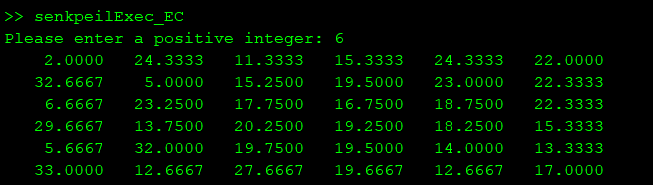 >> senkpeilExec_EC
Please enter a positive integer: 6
2.0000 24.3333 11.3333 15.3333 24.3333 22.0000
32.6667 5.0000 15.2500 19.5000 23.0000 22.3333
6.6667 23.2500 17.7500 16.7500 18.7500 22.3333
29.6667 13.7500 20.2500 19.2500 18.2500 15.3333
5.6667 32.0000 19.7500 19.5000 14.0000 13.3333
33.0000 12.6667 27.6667 19.6667 12.6667 17.0000